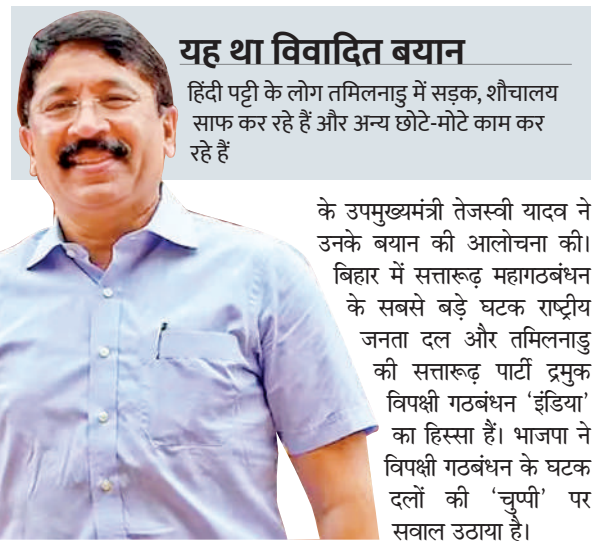 यह था विवादित बयान
हिंदी पट्टी के लोग तमिलनाडु में सड़क, शौचालय
साफ कर रहे हैं और अन्य छोटे-मोटे काम कर
रहे हैं
के उपमुख्यमंत्री तेजस्वी यादव ने
उनके बयान की आलोचना की।
बिहार में सत्तारूढ़ महागठबंधन
के सबसे बड़े घटक राष्ट्रीय
जनता दल और तमिलनाडु
की सत्तारूढ़ पार्टी द्रमुक
विपक्षी गठबंधन ‘इंडिया’
का हिस्सा हैं। भाजपा ने
विपक्षी गठबंधन के घटक
दलों की ‘चुप्पी’ पर
सवाल उठाया है।